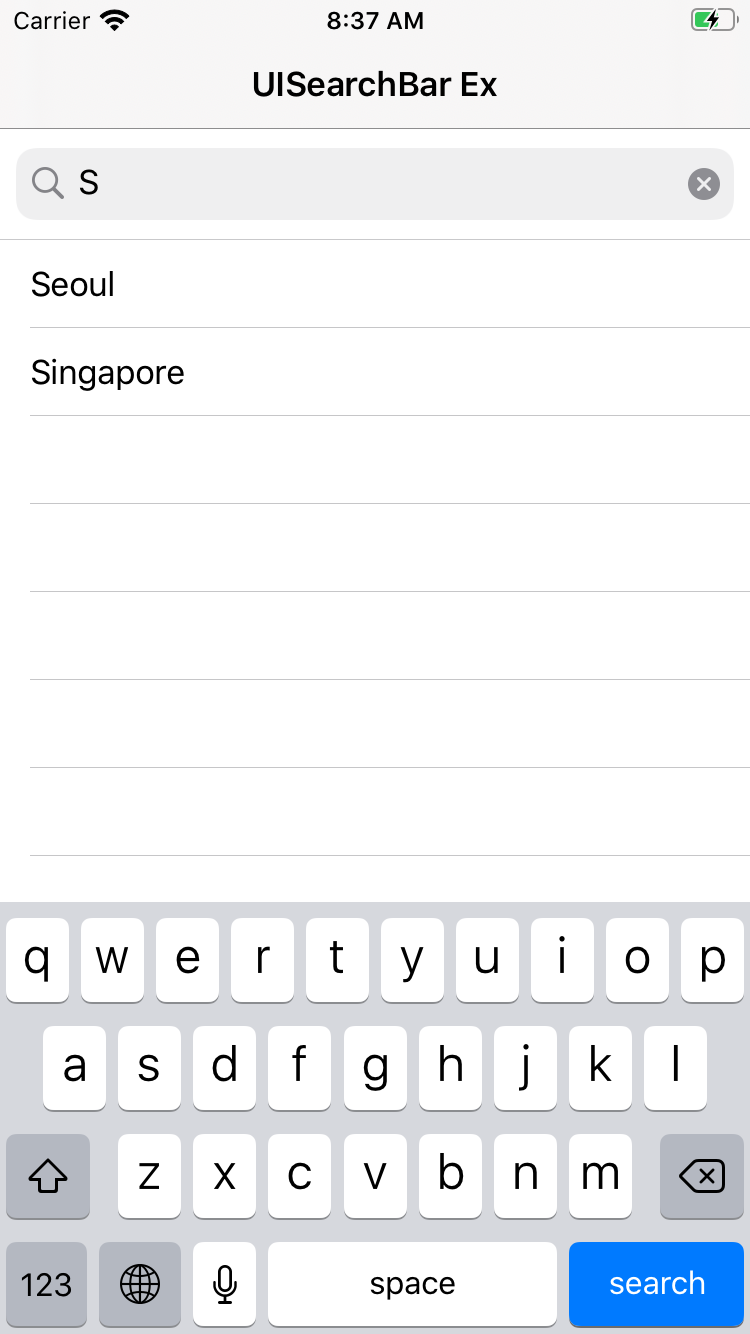 Carrier 8:37 AM
UISearchBar Ex
S
Seoul
Singapore
q w e r t y u i o p
a s d f g h j k l
z x c v b n m
123 space search